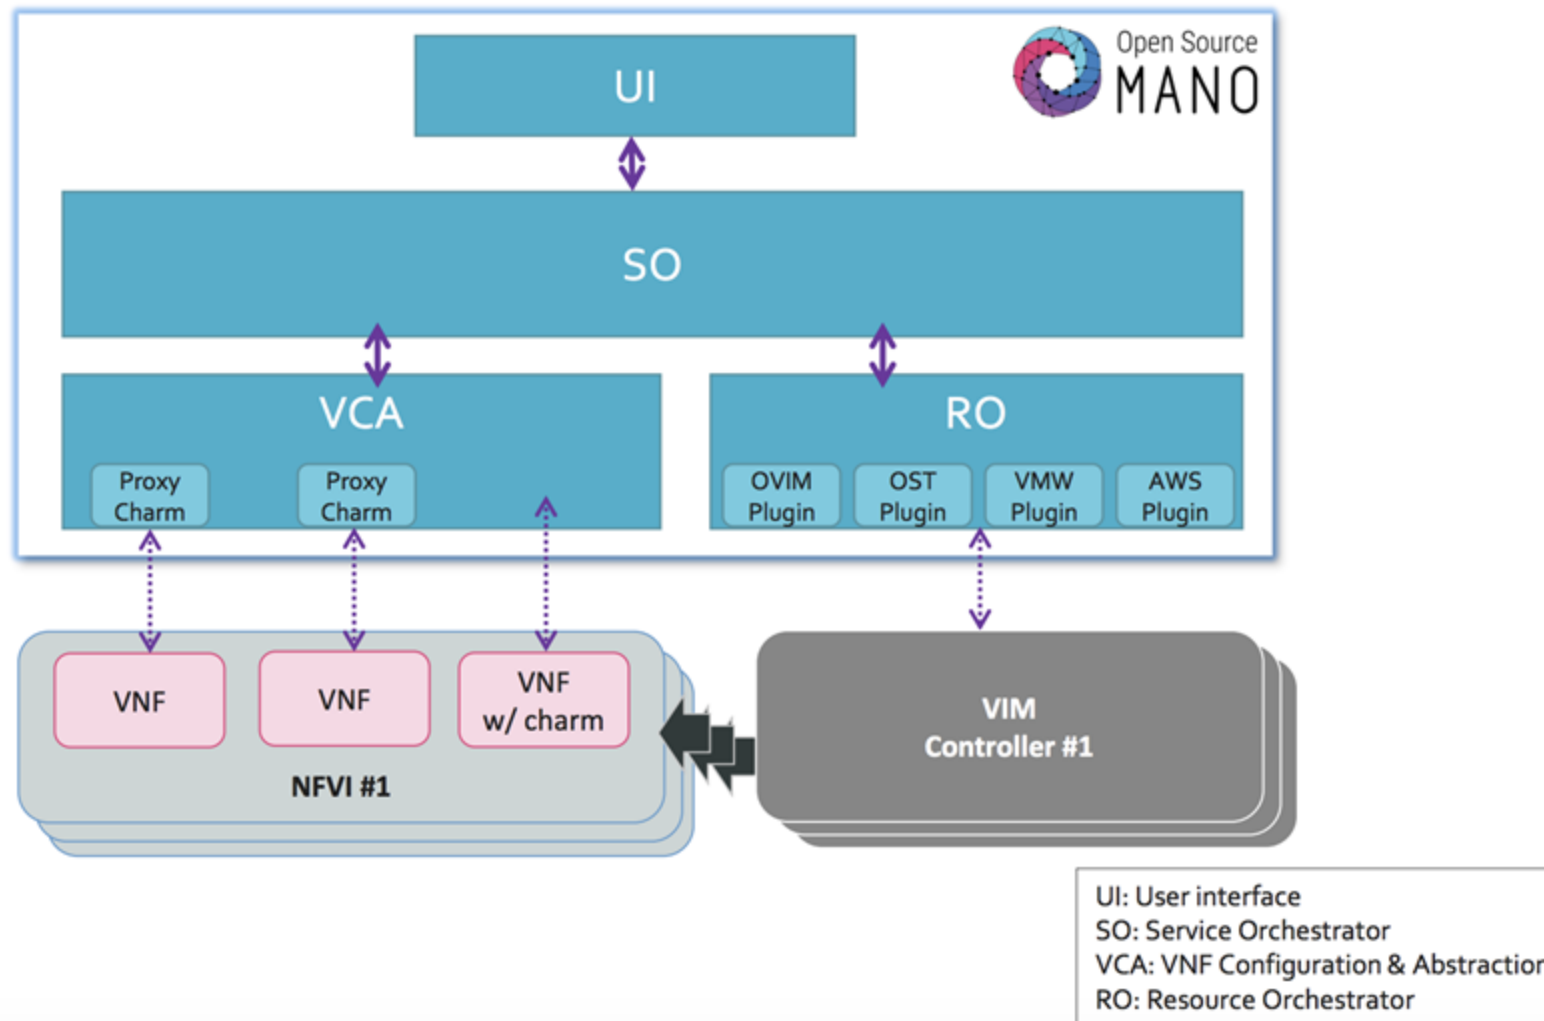 Open Source
MANO
UI
SO
VCA
RO
Proxy
Charm
Proxy
Charm
OVIM
Plugin
OST
Plugin
VMW
Plugin
AWS
Plugin
VNF
VNF
VNF
w/ charm
NFVI #1
VIM
Controller #1
UI: User interface
SO: Service Orchestrator
VCA: VNF Configuration & Abstraction
RO: Resource Orchestrator